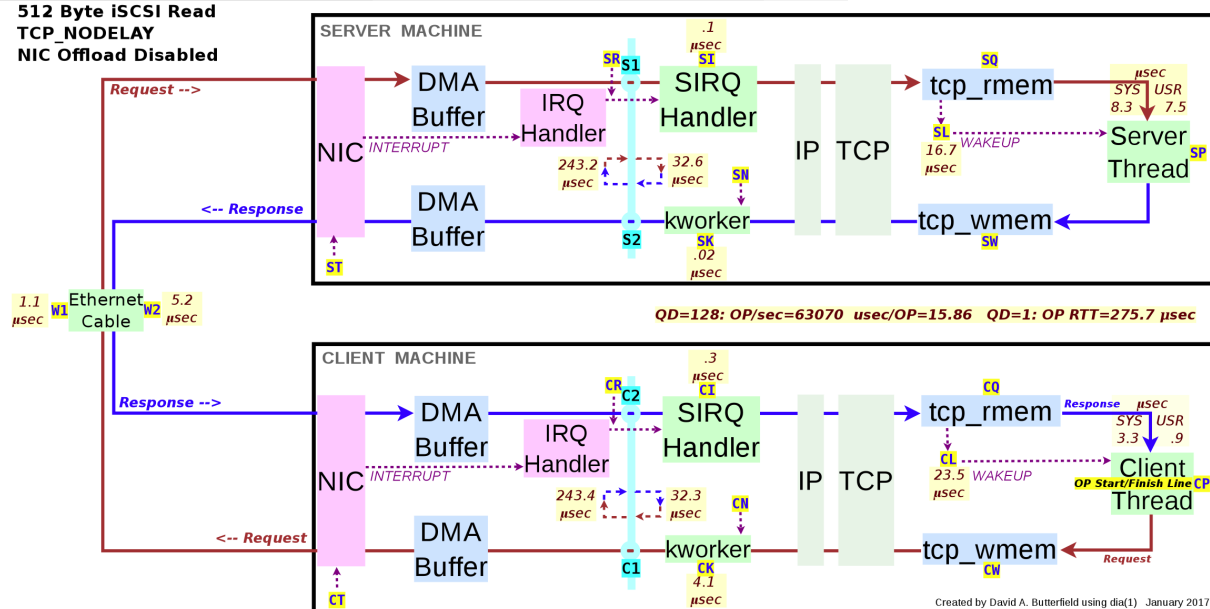 512 Byte iSCSI Read
TCP_NODELAY
NIC Offload Disabled
SERVER MACHINE
.1
µsec
SI
SR
S1
SQ
µsec
SYS USR
8.3 7.5
Request -->
DMA
Buffer
IRQ
Handler
SIRQ
Handler
tcp_rmem
NIC
INTERRUPT
IP
TCP
SL
16.7
µsec
WAKEUP
Server
Thread
SP
243.2
µsec
32.6
µsec
SN
<-- Response
DMA
Buffer
kworker
tcp_wmem
S2
SK
SW
.02
µsec
ST
1.1
µsec
W1
Ethernet
Cable
W2
5.2
µsec
QD=128: OP/sec=63070 usec/OP=15.86 QD=1: OP RTT=275.7 µsec
CLIENT MACHINE
.3
µsec
CI
CR
C2
CQ
Response
µsec
SYS USR
3.3 .9
Response -->
DMA
Buffer
IRQ
Handler
SIRQ
Handler
tcp_rmem
NIC
INTERRUPT
IP
TCP
CL
23.5
µsec
WAKEUP
Client
OP Start/Finish Line
CP
Thread
243.4
µsec
32.3
µsec
CN
<-- Request
DMA
Buffer
kworker
tcp_wmem
Request
C1
CK
CW
4.1
µsec
CT
Created by David A. Butterfield using dia(1) January 2017